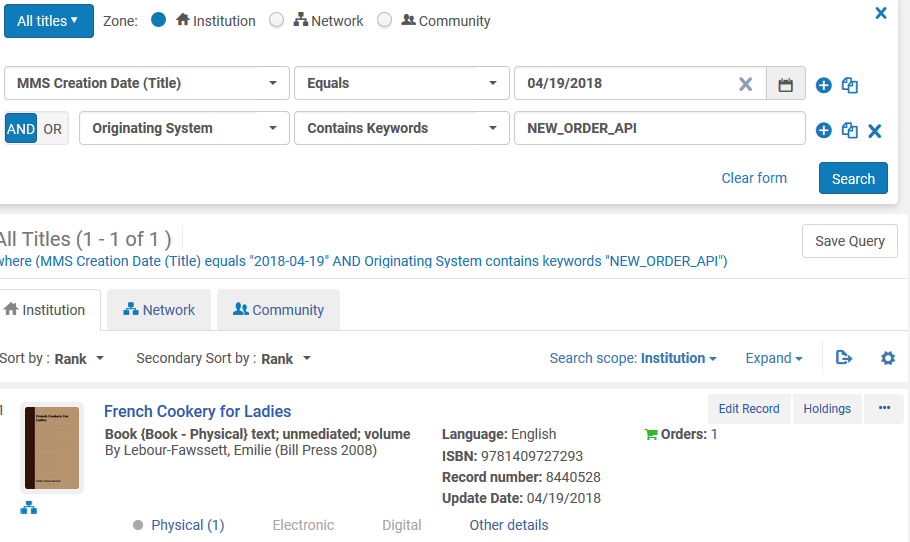 All titles
Zone: Institution Network Community
MMS Creation Date (Title) Equals 04/19/2018
AND OR Originating System Contains Keywords NEW_ORDER_API
Clear form Search
All Titles (1 - 1 of 1 ) Save Query
where (MMS Creation Date (Title) equals "2018-04-19" AND Originating System contains keywords "NEW_ORDER_API")
Institution Network Community
Sort by : Rank Secondary Sort by : Rank Search scope: Institution Expand
1 French Cookery for Ladies Edit Record Holdings ...
Book {Book - Physical} text; unmediated; volume Language: English Orders: 1
By Lebour-Fawssett, Emilie (Bill Press 2008) ISBN: 9781409727293
Record number: 8440528
Update Date: 04/19/2018
French Cookery for
Ladies
Physical (1) Electronic Digital Other details